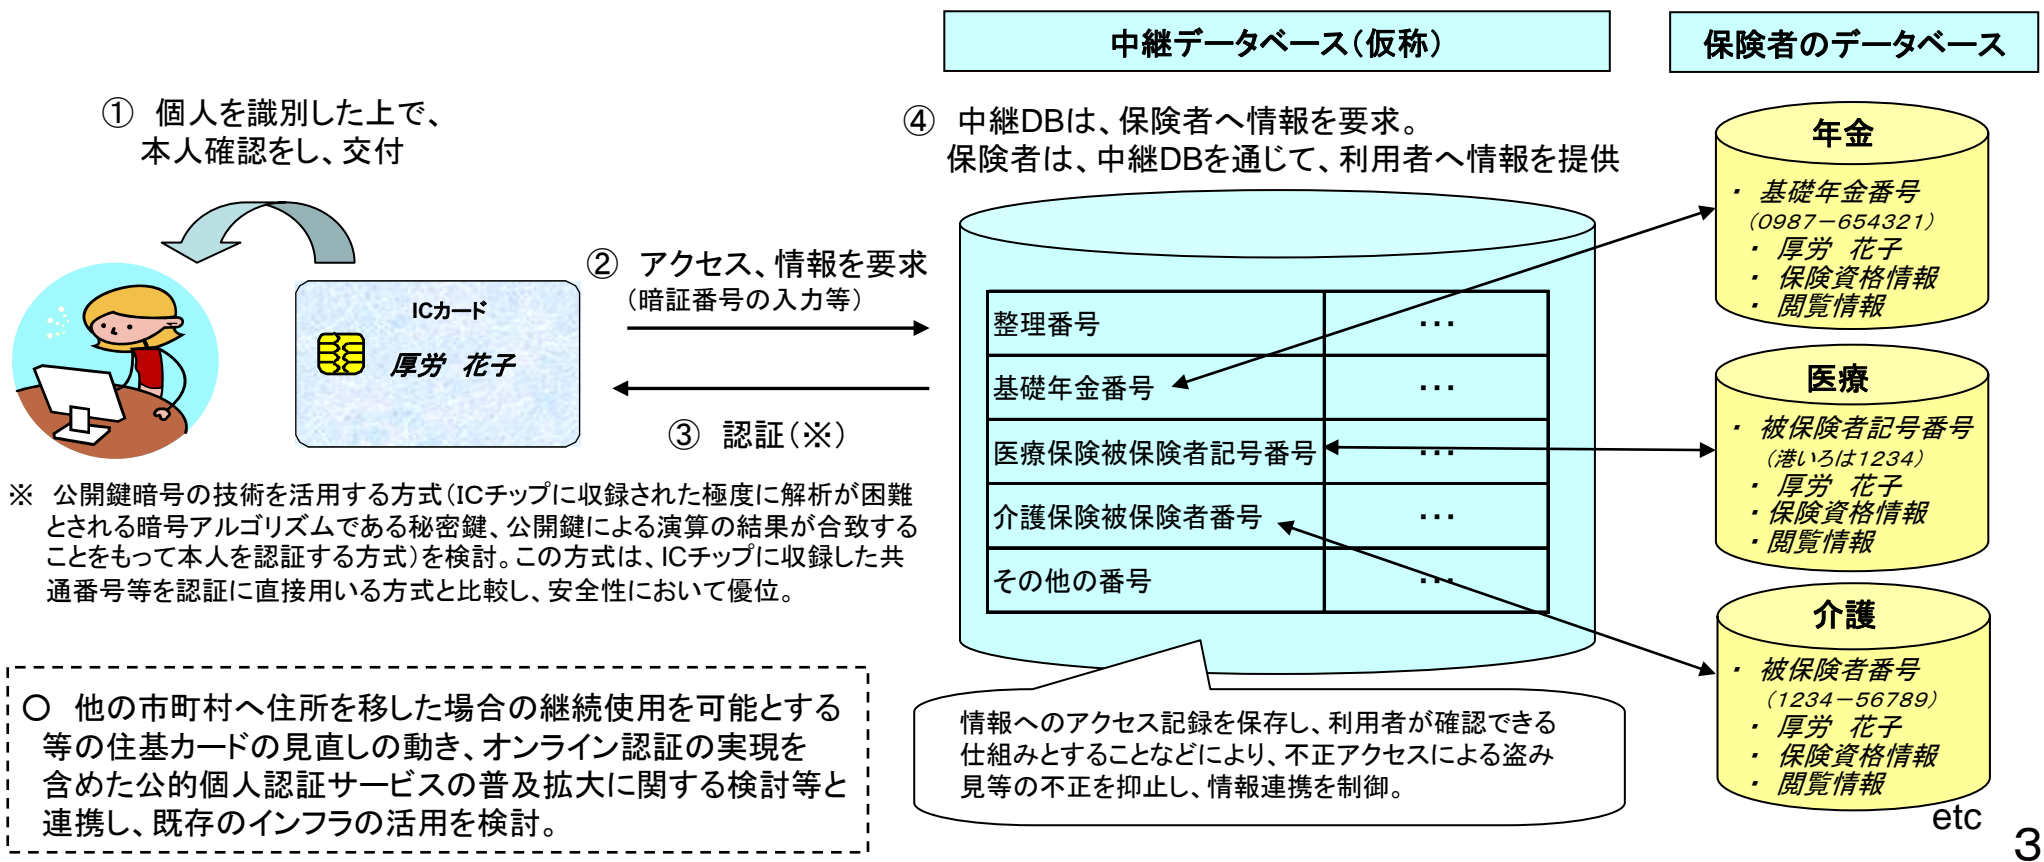 中継データベース（仮称）
保険者のデータベース
① 個人を識別した上で、
本人確認をし、交付
ICカード
厚労 花子
② アクセス、情報を要求
（暗証番号の入力等）
③ 認証（※）
※ 公開鍵暗号の技術を活用する方式（ICチップに収録された極度に解析が困難
とされる暗号アルゴリズムである秘密鍵、公開鍵による演算の結果が合致する
ことをもって本人を認証する方式）を検討。この方式は、ICチップに収録した共
通番号等を認証に直接用いる方式と比較し、安全性において優位。
○ 他の市町村へ住所を移した場合の継続使用を可能とする
等の住基カードの見直しの動き、オンライン認証の実現を
含めた公的個人認証サービスの普及拡大に関する検討等と
連携し、既存のインフラの活用を検討。
④ 中継DBは、保険者へ情報を要求。
保険者は、中継DBを通じて、利用者へ情報を提供
整理番号 ･･･
基礎年金番号 ･･･
医療保険被保険者記号番号 ･･･
介護保険被保険者番号 ･･･
その他の番号 ･･･
情報へのアクセス記録を保存し、利用者が確認できる
仕組みとすることなどにより、不正アクセスによる盗み
見等の不正を抑止し、情報連携を制御。
年金
・ 基礎年金番号
（0987－654321）
・ 厚労 花子
・ 保険資格情報
・ 閲覧情報
医療
・ 被保険者記号番号
（港いろは1234）
・ 厚労 花子
・保険資格情報
・閲覧情報
介護
・ 被保険者番号
（1234－56789）
・ 厚労 花子
・ 保険資格情報
・ 閲覧情報
etc
3